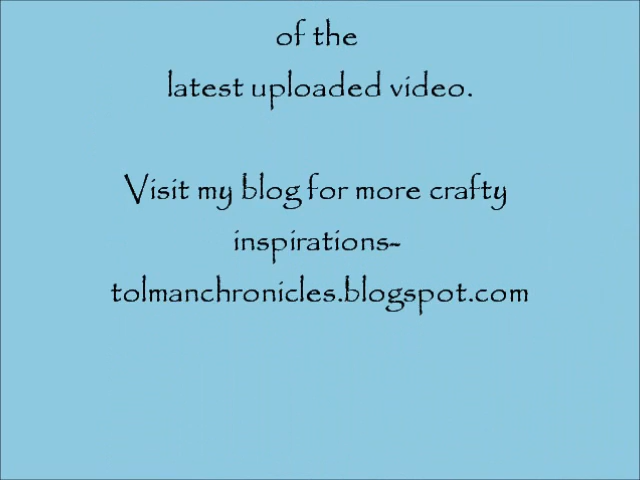 of the
latest uploaded video.
Visit my blog for more crafty
inspirations-
tolmanchronicles.blogspot.com